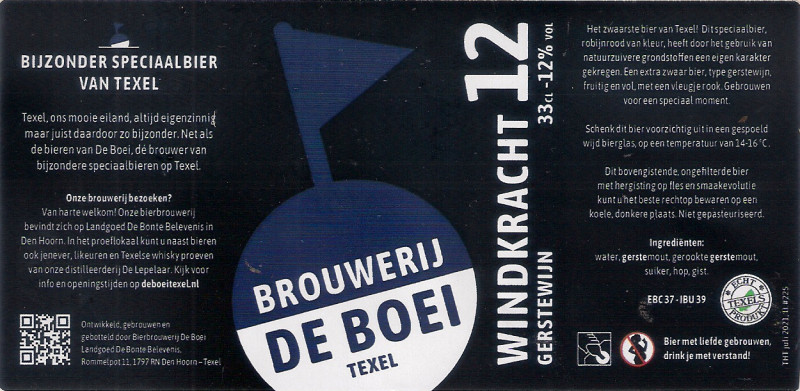 BIJZONDER SPECIAALBIER
VAN TEXEL
Texel, ons mooie eiland, altijd eigenzinnig
maar juist daardoor zo bijzonder. Net als
de bieren van De Boei, dé brouwer van
bijzondere speciaalbieren op Texel.
Onze brouwerij bezoeken?
Van harte welkom! Onze bierbrouwerij
bevindt zich op Landgoed De Bonte Belevenis in
Den Hoorn. In het proeflokaal kunt u naast bieren
ook jenever, likeuren en Texelse whisky proeven
van onze distilleerderij De Lepelaar. Kijk voor
info en openingstijden op deboeitexel.nl
Ontwikkeld, gebrouwen en
gebotteld door Bierbrouwerij De Boei
Landgoed De Bonte Belevenis,
Rommelpot 11, 1797 RN Den Hoorn – Texel
BROUWERIJ
DE BOEI
TEXEL
WINDKRACHT 12
GERSTEWIJN
33CL -12% VOL
Het zwaarste bier van Texel! Dit speciaalbier,
robijnrood van kleur, heeft door het gebruik van
natuurzuivere grondstoffen een eigen karakter
gekregen. Een extra zwaar bier, type gerstewijn,
fruitig en vol, met een vleugje rook. Gebrouwen
voor een speciaal moment.
Schenk dit bier voorzichtig uit in een gespoeld
wijd bierglas, op een temperatuur van 14-16°C.
Dit bovengistende, ongefilterde bier
met hergisting op fles en smaakevolutie
kunt u het beste rechtop bewaren op een
koele, donkere plaats. Niet gepasteuriseerd.
Ingrediënten:
water, gerstemout, gerookte gerstemout,
suiker, hop, gist.
EBC 37 - IBU 39
ECHT
TEXELS
PRODUKT
Bier met liefde gebrouwen,
drink je met verstand!
THT juli 2021, II #225